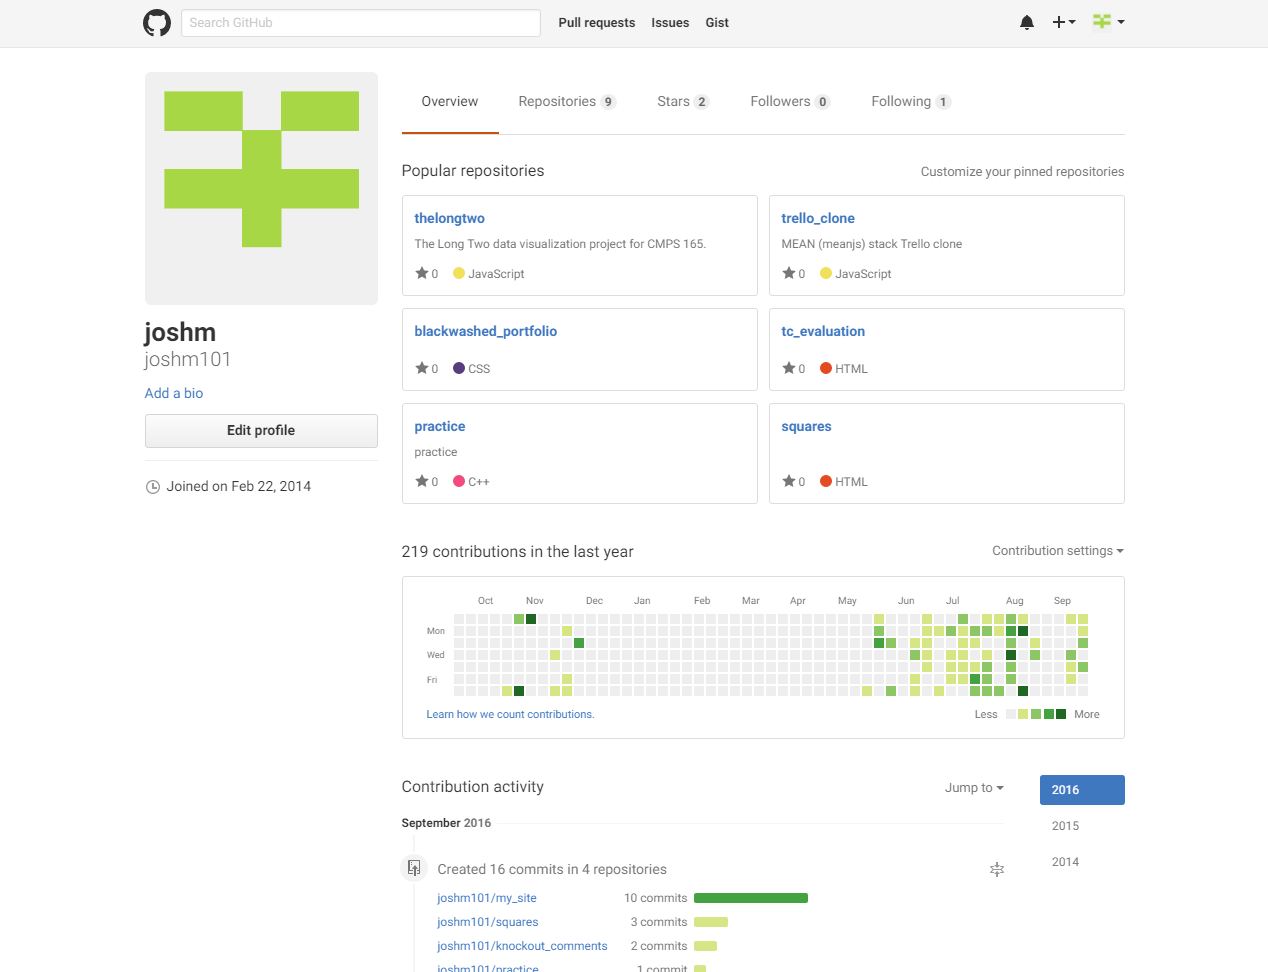 Search GitHub
Pull requests Issues Gist
Overview Repositories 9 Stars 2 Followers 0 Following 1
joshm
joshm101
Add a bio
Edit profile
Joined on Feb 22, 2014
Popular repositories Customize your pinned repositories
thelongtwo
The Long Two data visualization project for CMPS 165.
0 JavaScript
trello_clone
MEAN (meanjs) stack Trello clone
0 JavaScript
blackwashed_portfolio
0 CSS
tc_evaluation
0 HTML
practice
practice
0 C++
squares
0 HTML
219 contributions in the last year Contribution settings
Oct Nov Dec Jan Feb Mar Apr May Jun Jul Aug Sep
Mon
Wed
Fri
Learn how we count contributions. Less More
Contribution activity Jump to
2016
2015
2014
September 2016
Created 16 commits in 4 repositories
joshm101/my_site 10 commits
joshm101/squares 3 commits
joshm101/knockout_comments 2 commits
joshm101/practice 1 commit